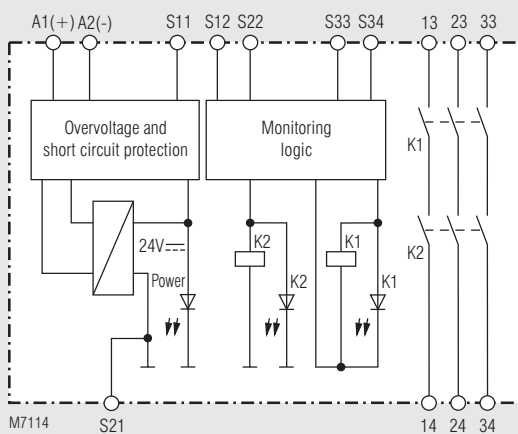 A1(+) A2(-) S11 S12 S22 S33 S34 13 23 33
Overvoltage and
short circuit protection
Monitoring
logic
K1
24V
K2
K1
K2
Power
K2
K1
M7114
S21
14 24 34